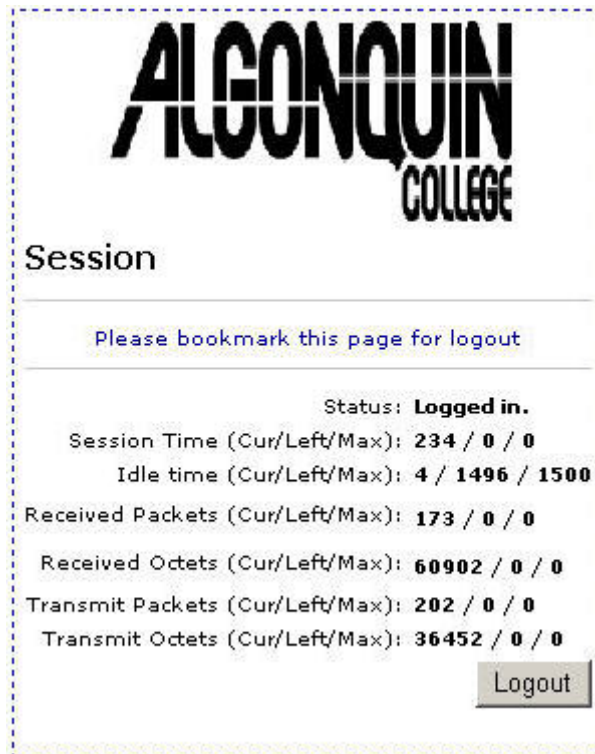 ALGONQUIN
COLLEGE
Session
Please bookmark this page for logout
Status: Logged in.
Session Time (Cur/Left/Max): 234 / 0 / 0
Idle time (Cur/Left/Max): 4 / 1496 / 1500
Received Packets (Cur/Left/Max): 173 / 0 / 0
Received Octets (Cur/Left/Max): 60902 / 0 / 0
Transmit Packets (Cur/Left/Max): 202 / 0 / 0
Transmit Octets (Cur/Left/Max): 36452 / 0 / 0
Logout